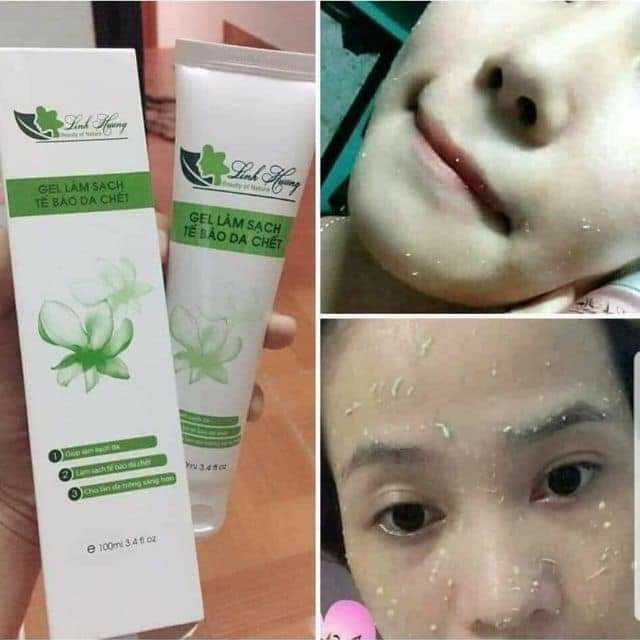 Linh Hương
Beauty of Nature
GEL LÀM SẠCH
TẾ BÀO DA CHẾT
1 Giúp làm sạch da
2 Làm sạch tế bào da chết
3 Cho làn da trông sáng hơn
e 100ml 3.4 fl oz
Linh Hương
Beauty of Nature
GEL LÀM SẠCH
TẾ BÀO DA CHẾT
3.4 fl oz